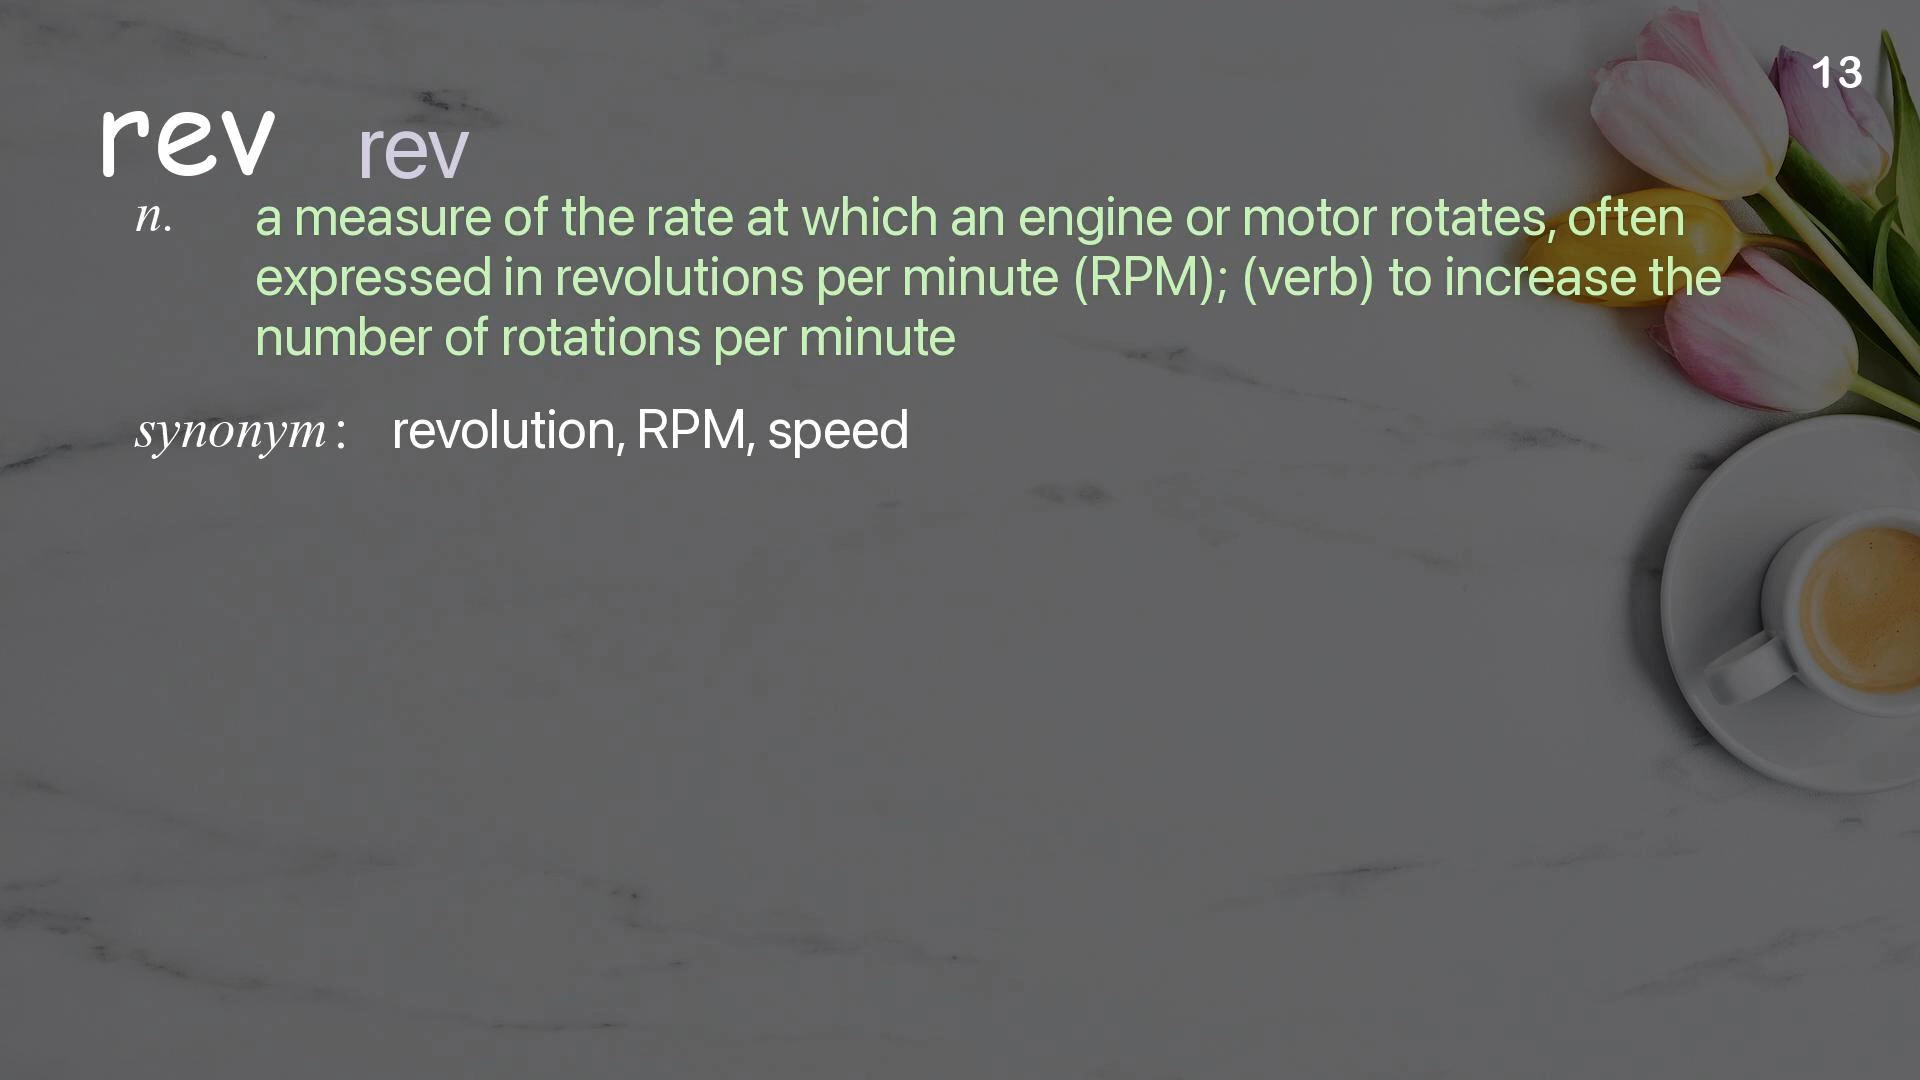 13
rev rev
n. a measure of the rate at which an engine or motor rotates, often
expressed in revolutions per minute (RPM); (verb) to increase the
number of rotations per minute
synonym: revolution, RPM, speed